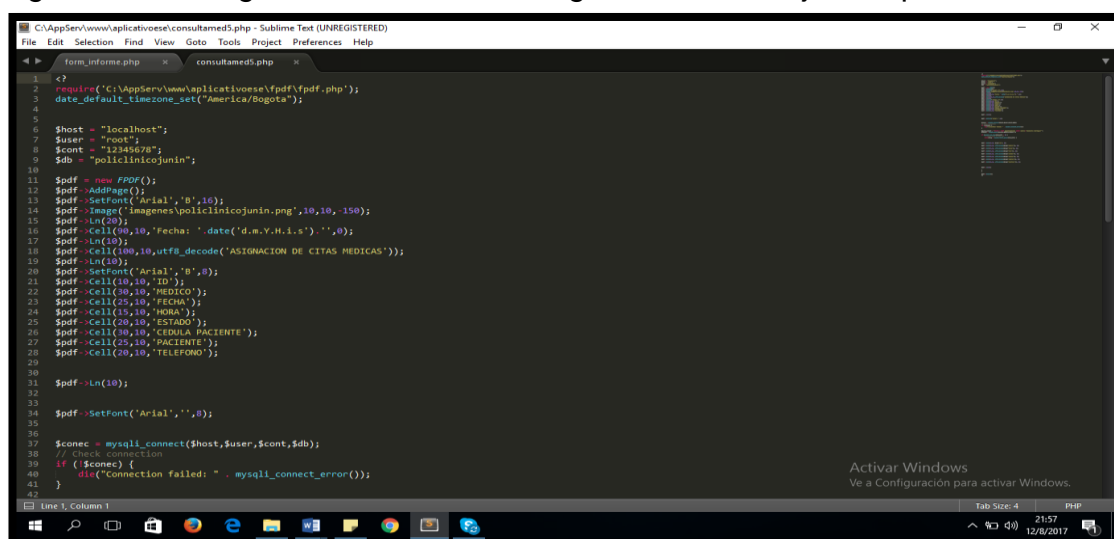 C:\AppServ\www\aplicativoese\consultamed5.php - Sublime Text (UNREGISTERED)
File Edit Selection Find View Goto Tools Project Preferences Help
form_informe.php × consultamed5.php ×
1 <?
2 require('C:\AppServ\www\aplicativoese\fpdf\fpdf.php');
3 date_default_timezone_set("America/Bogota");
4
5
6 $host = "localhost";
7 $user = "root";
8 $cont = "12345678";
9 $db = "policlinicojunin";
10
11 $pdf = new FPDF();
12 $pdf->AddPage();
13 $pdf->SetFont('Arial','B',16);
14 $pdf->Image('imagenes\policlinicojunin.png',10,10,-150);
15 $pdf->Ln(20);
16 $pdf->Cell(90,10,'Fecha: '.date('d.m.Y.H.i.s').'',0);
17 $pdf->Ln(10);
18 $pdf->Cell(100,10,utf8_decode('ASIGNACION DE CITAS MEDICAS'));
19 $pdf->Ln(10);
20 $pdf->SetFont('Arial','B',8);
21 $pdf->Cell(10,10,'ID');
22 $pdf->Cell(30,10,'MEDICO');
23 $pdf->Cell(25,10,'FECHA');
24 $pdf->Cell(15,10,'HORA');
25 $pdf->Cell(20,10,'ESTADO');
26 $pdf->Cell(30,10,'CEDULA PACIENTE');
27 $pdf->Cell(25,10,'PACIENTE');
28 $pdf->Cell(20,10,'TELEFONO');
29
30
31 $pdf->Ln(10);
32
33
34 $pdf->SetFont('Arial','',8);
35
36
37 $conec = mysqli_connect($host,$user,$cont,$db);
38 // Check connection
39 if (!$conec) {
40 die("Connection failed: " . mysqli_connect_error());
41 }
42
Activar Windows
Ve a Configuración para activar Windows.
Line 1, Column 1 Tab Size: 4 PHP
21:57
12/8/2017